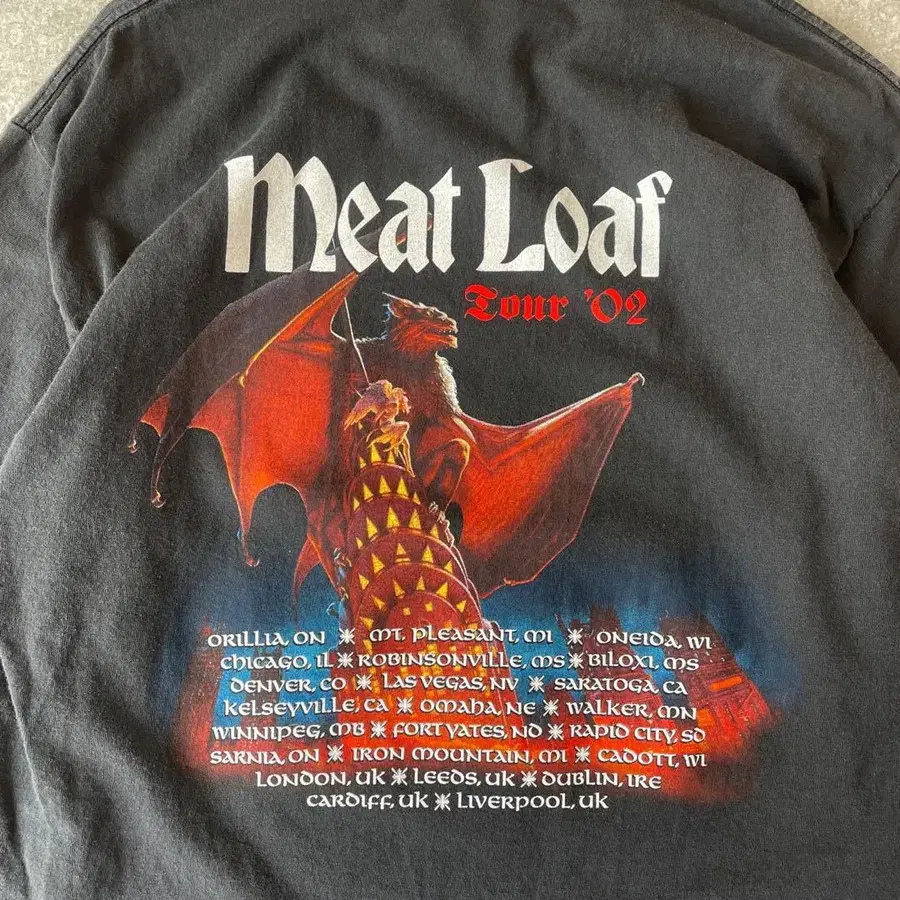 Meat Loaf
Tour '02
ORILLIA, ON ⁕ MT. PLEASANT, MI ⁕ ONEIDA, WI
CHICAGO, IL ⁕ ROBINSONVILLE, MS ⁕ BILOXI, MS
DENVER, CO ⁕ LAS VEGAS, NV ⁕ SARATOGA, CA
KELSEYVILLE, CA ⁕ OMAHA, NE ⁕ WALKER, MN
WINNIPEG, MB ⁕ FORT YATES, ND ⁕ RAPID CITY, SD
SARNIA, ON ⁕ IRON MOUNTAIN, MI ⁕ CADOTT, WI
LONDON, UK ⁕ LEEDS, UK ⁕ DUBLIN, IRE
CARDIFF, UK ⁕ LIVERPOOL, UK